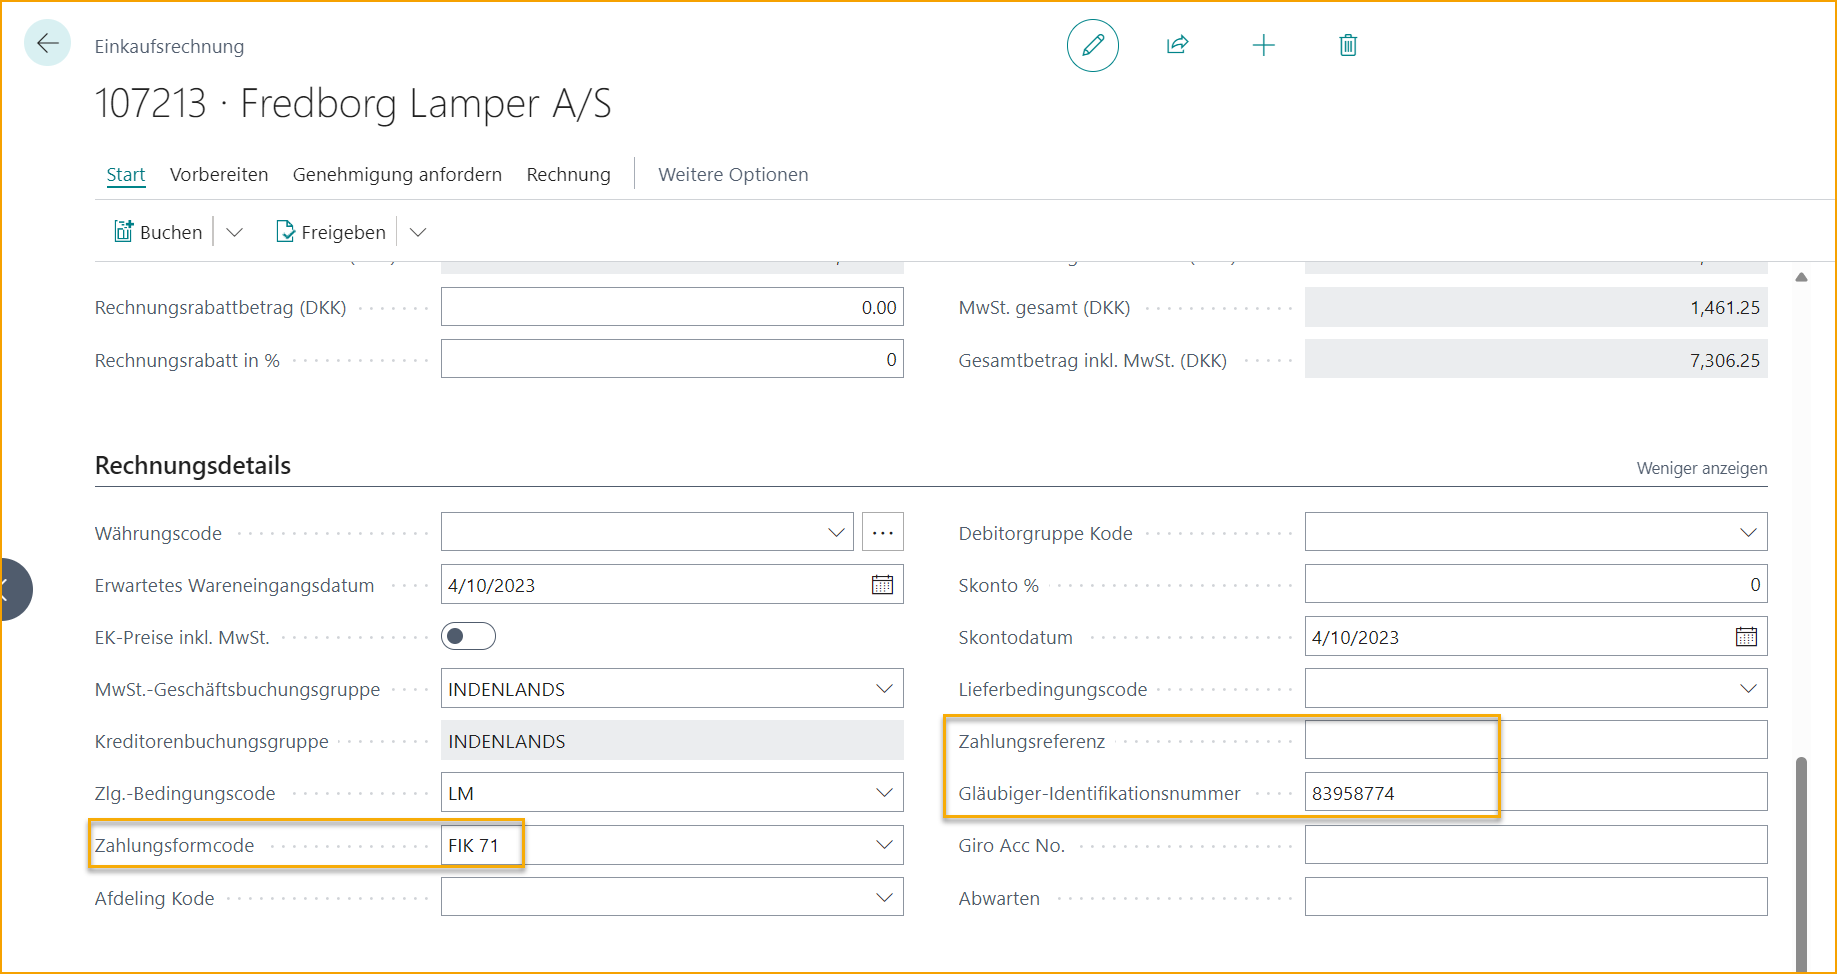 Einkaufsrechnung
107213 · Fredborg Lamper A/S
Start Vorbereiten Genehmigung anfordern Rechnung Weitere Optionen
Buchen Freigeben
Rechnungsrabattbetrag (DKK) 0.00 MwSt. gesamt (DKK) 1,461.25
Rechnungsrabatt in % 0 Gesamtbetrag inkl. MwSt. (DKK) 7,306.25
Rechnungsdetails Weniger anzeigen
Währungscode Debitorgruppe Kode
Erwartetes Wareneingangsdatum 4/10/2023 Skonto % 0
EK-Preise inkl. MwSt. Skontodatum 4/10/2023
MwSt.-Geschäftsbuchungsgruppe INDENLANDS Lieferbedingungscode
Kreditorenbuchungsgruppe INDENLANDS Zahlungsreferenz
Zlg.-Bedingungscode LM Gläubiger-Identifikationsnummer 83958774
Zahlungsformcode FIK 71 Giro Acc No.
Afdeling Kode Abwarten